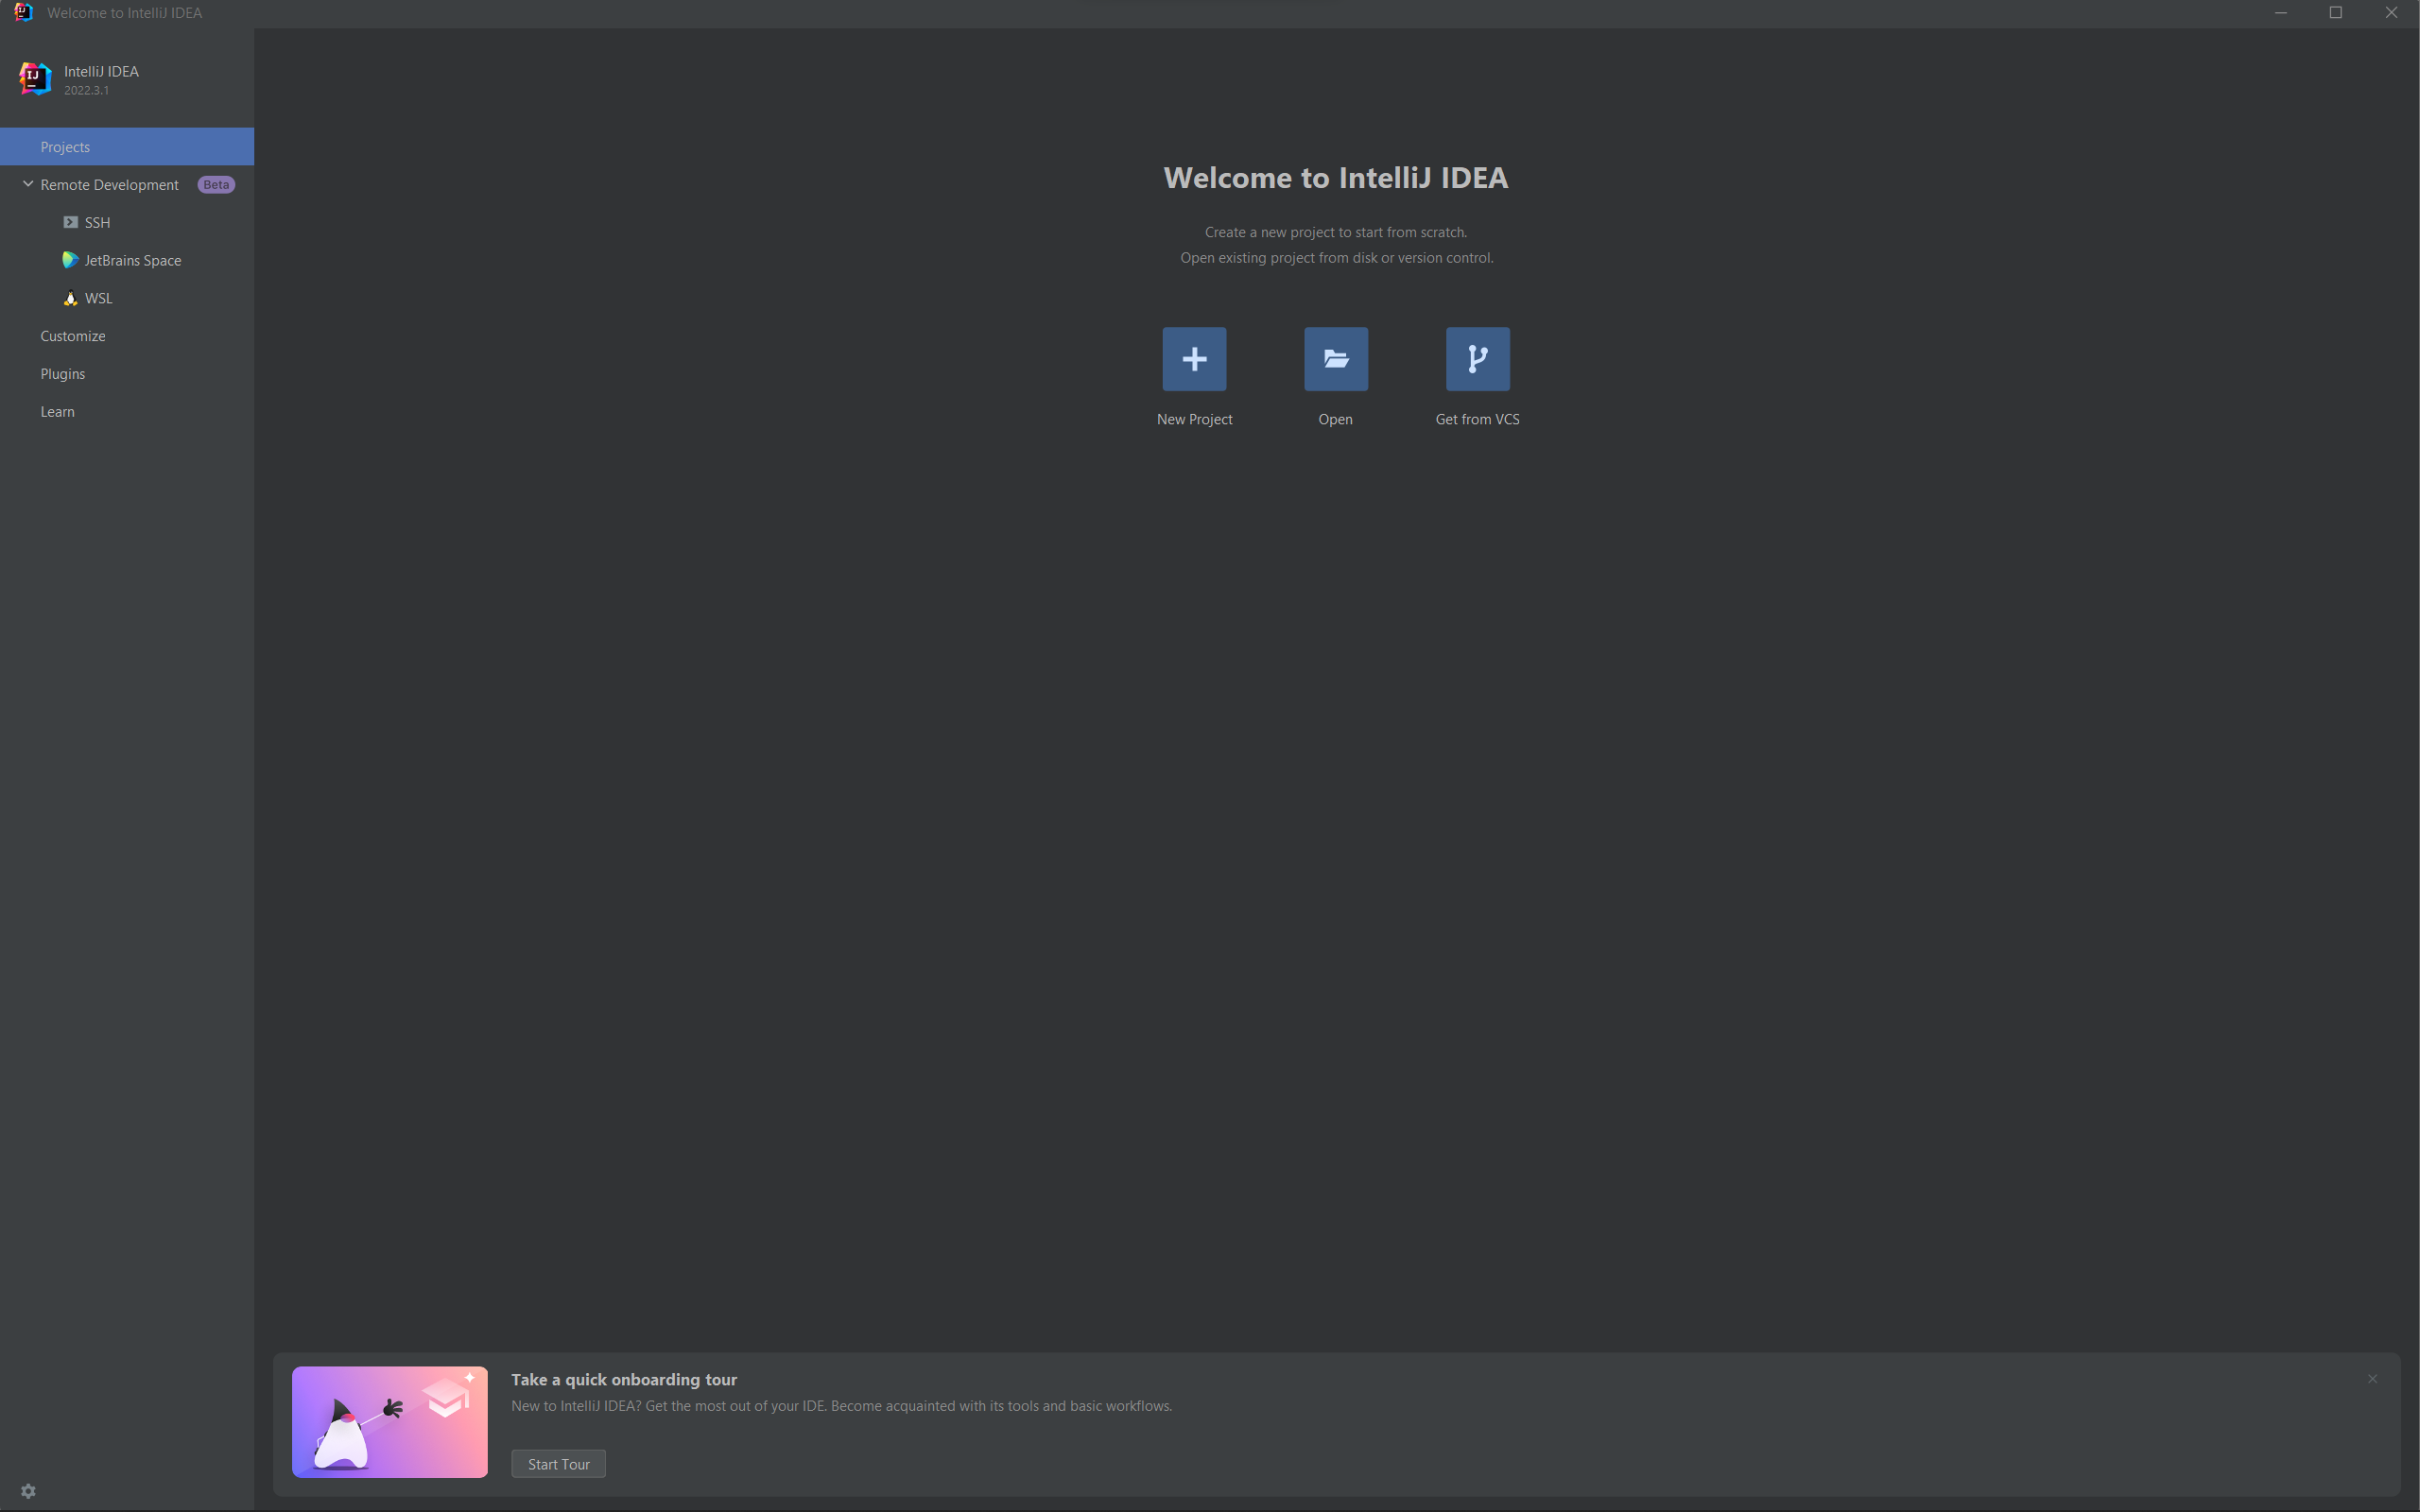 Welcome to IntelliJ IDEA
IJ
IntelliJ IDEA
2022.3.1
Projects
Remote Development Beta
SSH
JetBrains Space
WSL
Customize
Plugins
Learn
Welcome to IntelliJ IDEA
Create a new project to start from scratch.
Open existing project from disk or version control.
New Project Open Get from VCS
Take a quick onboarding tour
New to IntelliJ IDEA? Get the most out of your IDE. Become acquainted with its tools and basic workflows.
Start Tour